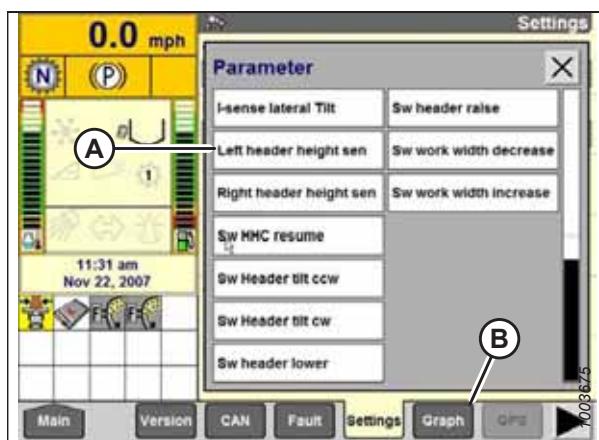 0.0 mph
Settings
N
P
Parameter
X
I-sense lateral Tilt
Sw header raise
A
Left header height sen
Sw work width decrease
1
Right header height sen
Sw work width increase
Sw HHC resume
Sw Header tilt ccw
Sw Header tilt cw
Sw header lower
11:31 am
Nov 22, 2007
F
F
B
Main
Version
CAN
Fault
Settings
Graph
GPS
1003675